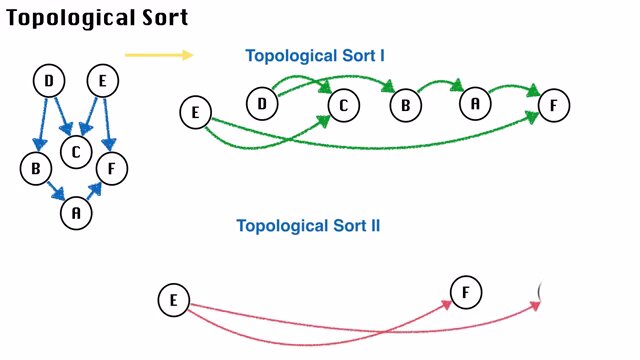 Topological Sort
Topological Sort I
D E
E D C B A F
C
B F
A
Topological Sort II
E F